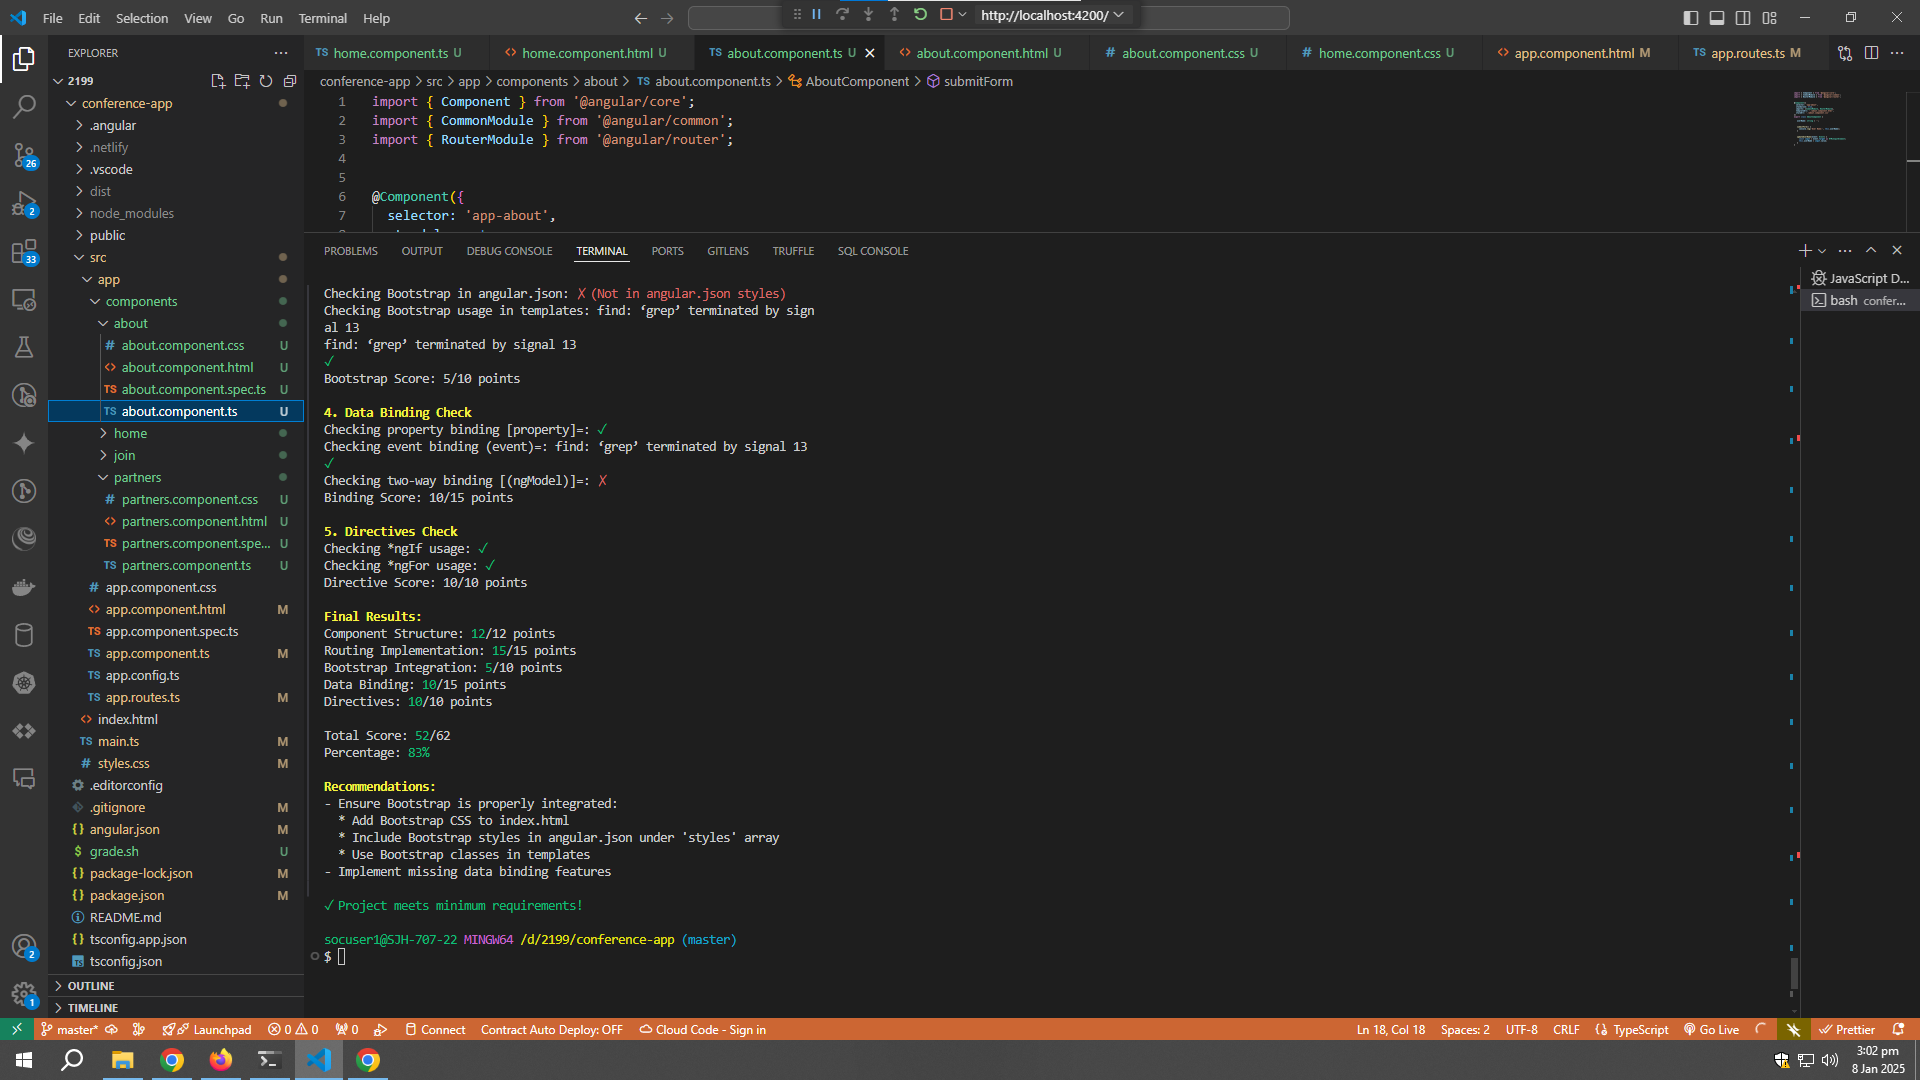 File Edit Selection View Go Run Terminal Help
http://localhost:4200/
EXPLORER
home.component.ts U
home.component.html U
about.component.ts U
about.component.html U
about.component.css U
home.component.css U
app.component.html M
app.routes.ts M
2199
conference-app > src > app > components > about > TS about.component.ts > AboutComponent > submitForm
conference-app
.angular
.netlify
.vscode
dist
node_modules
public
src
app
components
about
about.component.css U
about.component.html U
about.component.spec.ts U
about.component.ts U
home
join
partners
partners.component.css U
partners.component.html U
partners.component.spe... U
partners.component.ts U
app.component.css
app.component.html M
app.component.spec.ts
app.component.ts M
app.config.ts
app.routes.ts M
index.html
main.ts M
styles.css M
.editorconfig
.gitignore M
angular.json M
grade.sh U
package-lock.json M
package.json M
README.md
tsconfig.app.json
tsconfig.json
OUTLINE
TIMELINE
1 import { Component } from '@angular/core';
2 import { CommonModule } from '@angular/common';
3 import { RouterModule } from '@angular/router';
4
5
6 @Component({
7 selector: 'app-about',
PROBLEMS OUTPUT DEBUG CONSOLE TERMINAL PORTS GITLENS TRUFFLE SQL CONSOLE
JavaScript D...
bash confer...
Checking Bootstrap in angular.json: ✗ (Not in angular.json styles)
Checking Bootstrap usage in templates: find: ‘grep’ terminated by sign
al 13
find: ‘grep’ terminated by signal 13
✓
Bootstrap Score: 5/10 points
4. Data Binding Check
Checking property binding [property]=: ✓
Checking event binding (event)=: find: ‘grep’ terminated by signal 13
✓
Checking two-way binding [(ngModel)]=: ✗
Binding Score: 10/15 points
5. Directives Check
Checking *ngIf usage: ✓
Checking *ngFor usage: ✓
Directive Score: 10/10 points
Final Results:
Component Structure: 12/12 points
Routing Implementation: 15/15 points
Bootstrap Integration: 5/10 points
Data Binding: 10/15 points
Directives: 10/10 points
Total Score: 52/62
Percentage: 83%
Recommendations:
- Ensure Bootstrap is properly integrated:
* Add Bootstrap CSS to index.html
* Include Bootstrap styles in angular.json under 'styles' array
* Use Bootstrap classes in templates
- Implement missing data binding features
✓ Project meets minimum requirements!
socuser1@SJH-707-22 MINGW64 /d/2199/conference-app (master)
$
master* Launchpad 0 0 0 Connect Contract Auto Deploy: OFF Cloud Code - Sign in
Ln 18, Col 18 Spaces: 2 UTF-8 CRLF TypeScript Go Live Prettier
3:02 pm
8 Jan 2025